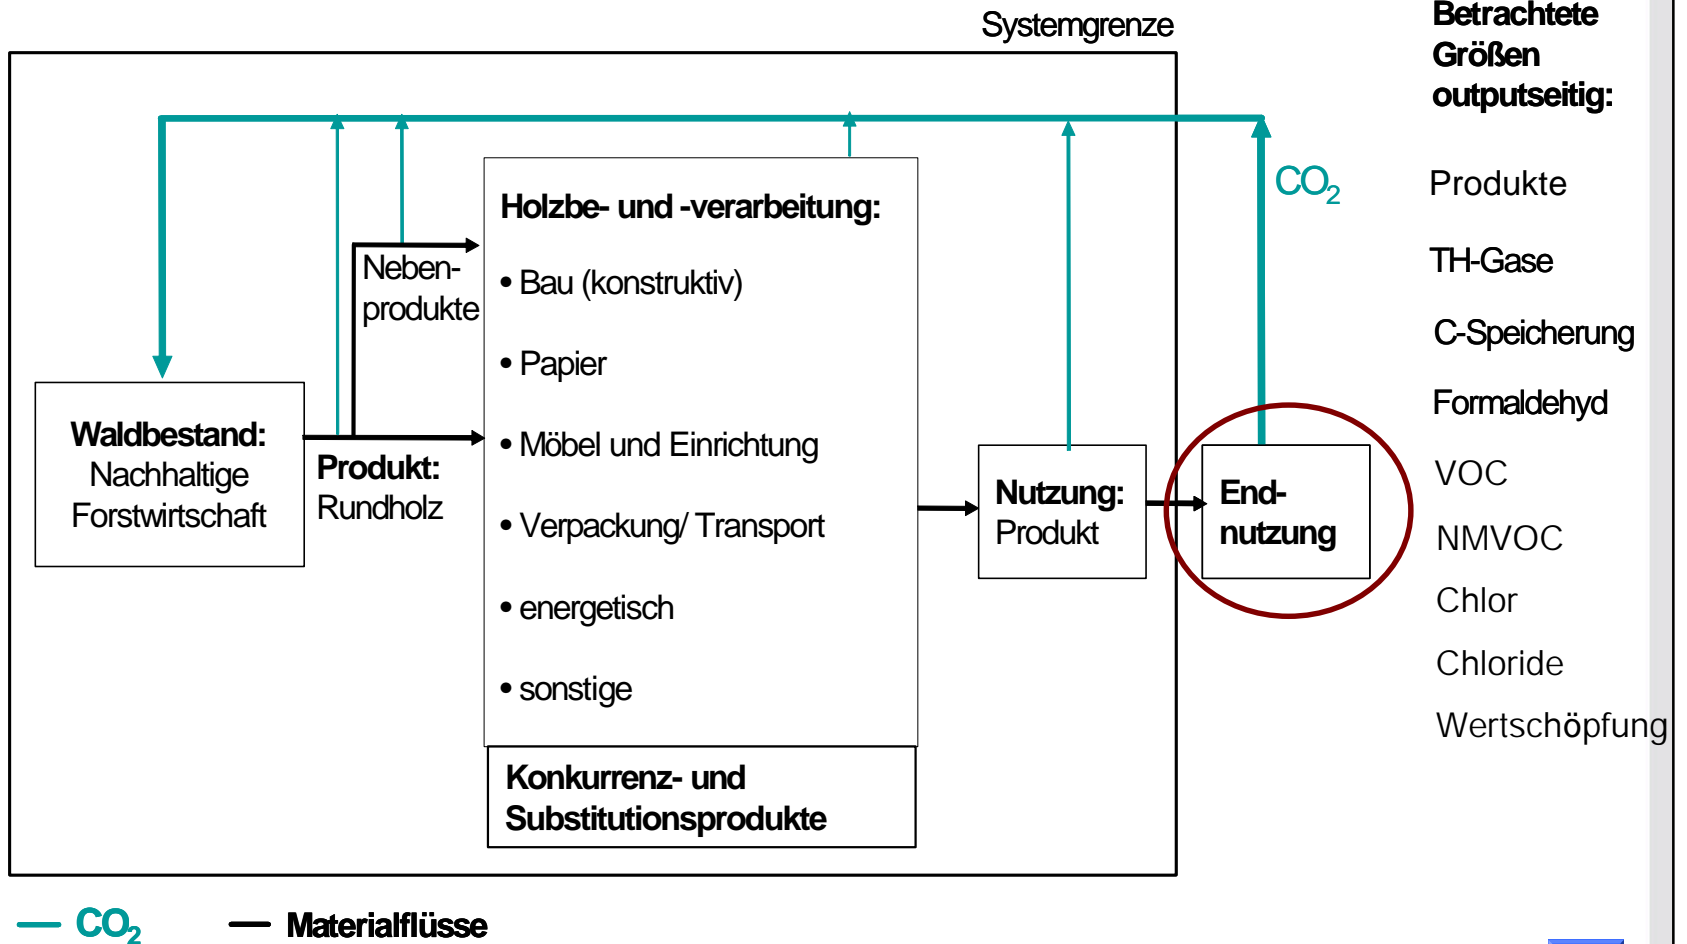 Systemgrenze
Betrachtete
Größen
outputseitig:
Produkte
TH-Gase
C-Speicherung
Formaldehyd
VOC
NMVOC
Chlor
Chloride
Wertschöpfung
CO₂
Holzbe- und -verarbeitung:
• Bau (konstruktiv)
• Papier
• Möbel und Einrichtung
• Verpackung/ Transport
• energetisch
• sonstige
Konkurrenz- und
Substitutionsprodukte
Neben-
produkte
Waldbestand:
Nachhaltige
Forstwirtschaft
Produkt:
Rundholz
Nutzung:
Produkt
End-
nutzung
CO₂
Materialflüsse